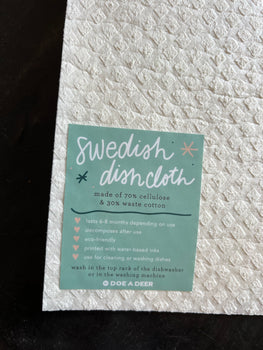 swedish
dishcloth
made of 70% cellulose
& 30% waste cotton
lasts 6-8 months depending on use
decomposes after use
eco-friendly
printed with water-based inks
use for cleaning or washing dishes
wash in the top rack of the dishwasher
or in the washing machine
DOE A DEER